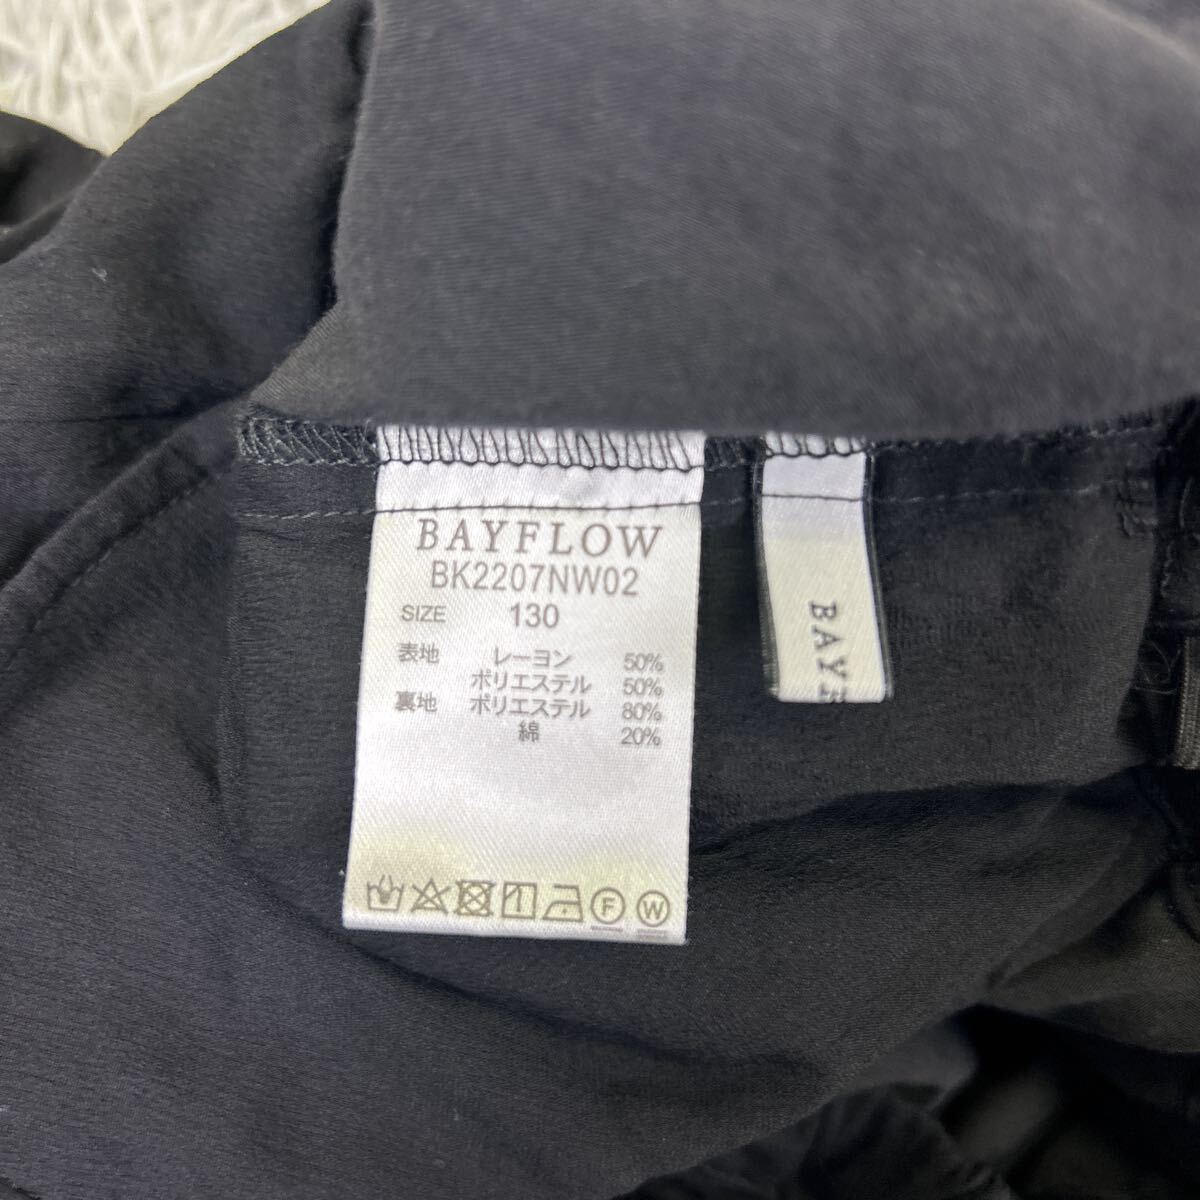 BAYFLOW
BK2207NW02
SIZE 130
表地 レーヨン 50%
ポリエステル 50%
裏地 ポリエステル 80%
綿 20%
F W
BAYF